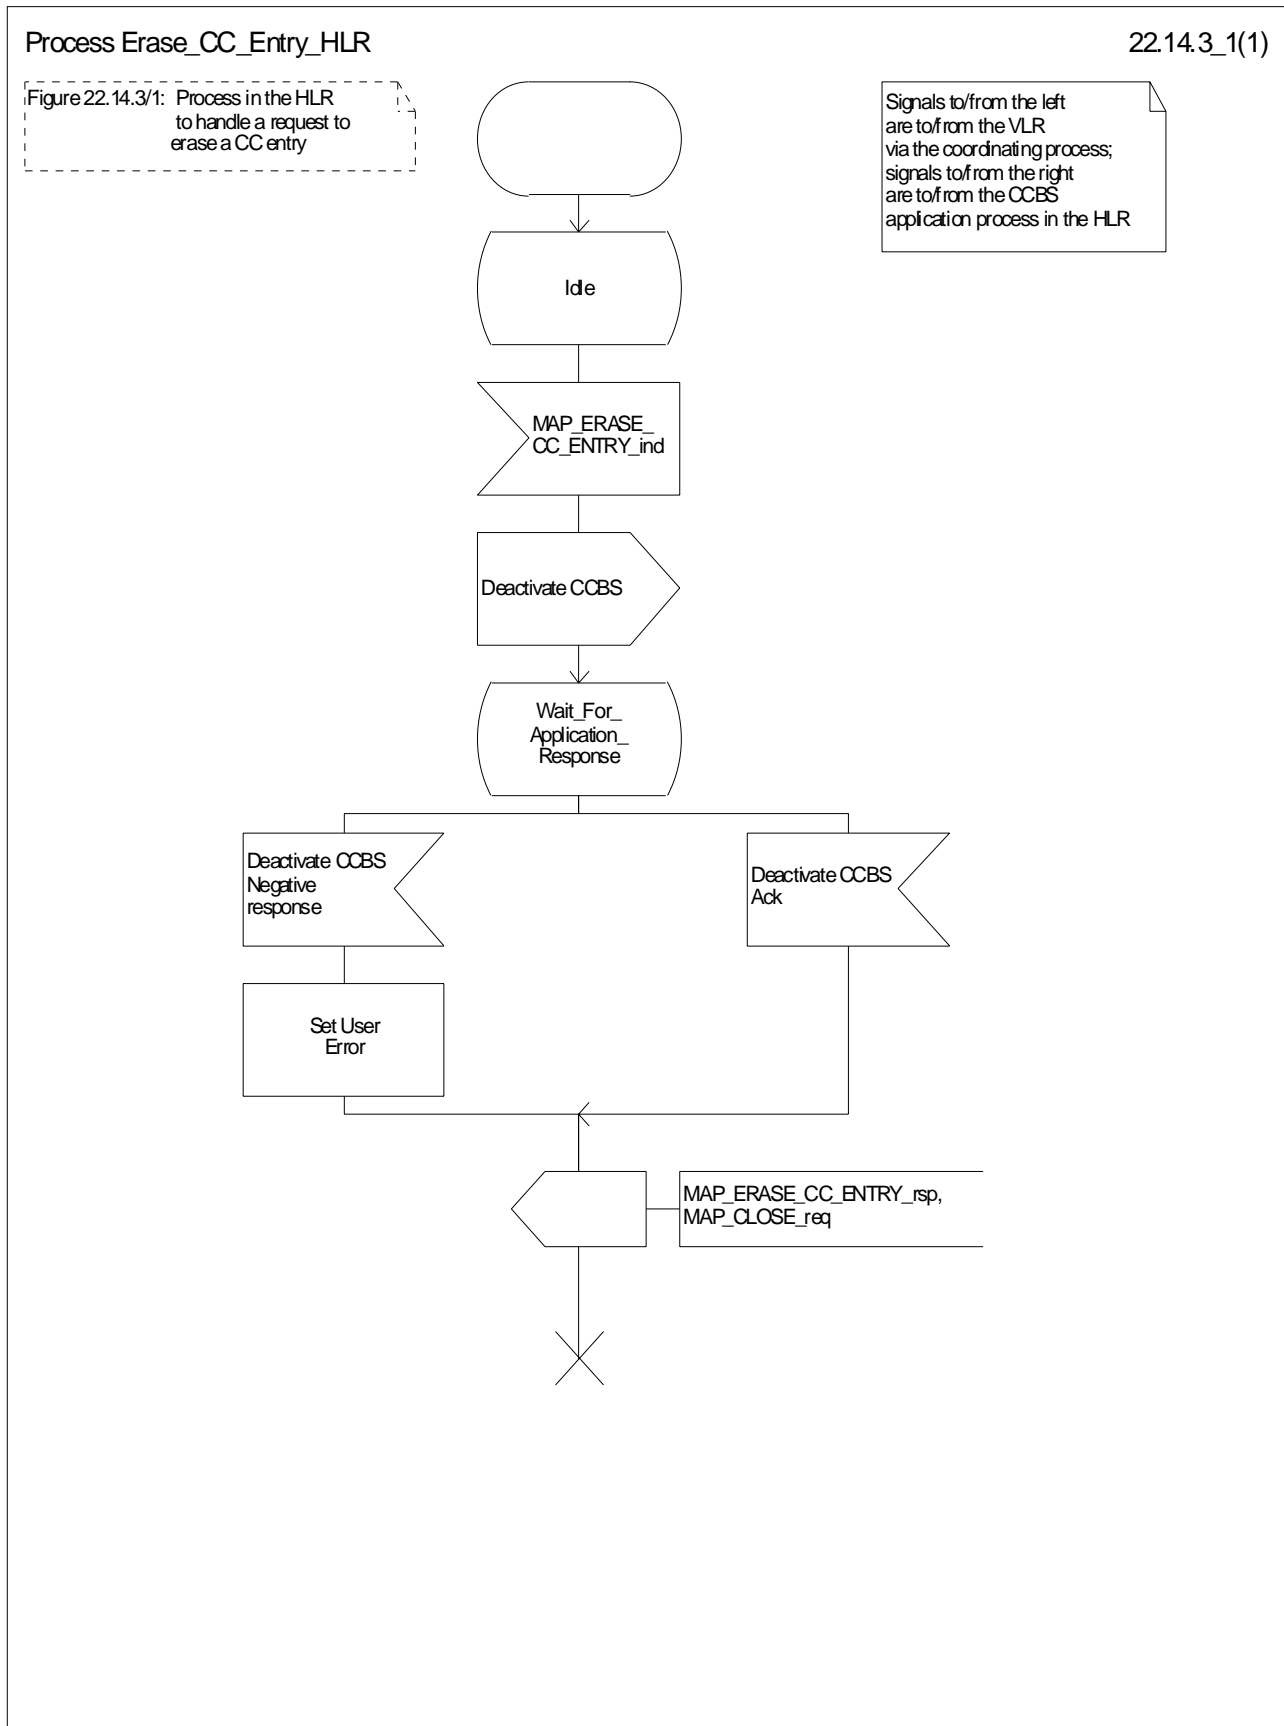 Process Erase_CC_Entry_HLR
22.14.3_1(1)
Figure 22.14.3/1: Process in the HLR
to handle a request to
erase a CC entry
Signals to/from the left
are to/from the VLR
via the coordinating process;
signals to/from the right
are to/from the CCBS
application process in the HLR
Idle
MAP_ERASE_
CC_ENTRY_ind
Deactivate CCBS
Wait_For_
Application_
Response
Deactivate CCBS
Negative
response
Deactivate CCBS
Ack
Set User
Error
MAP_ERASE_CC_ENTRY_rsp,
MAP_CLOSE_req